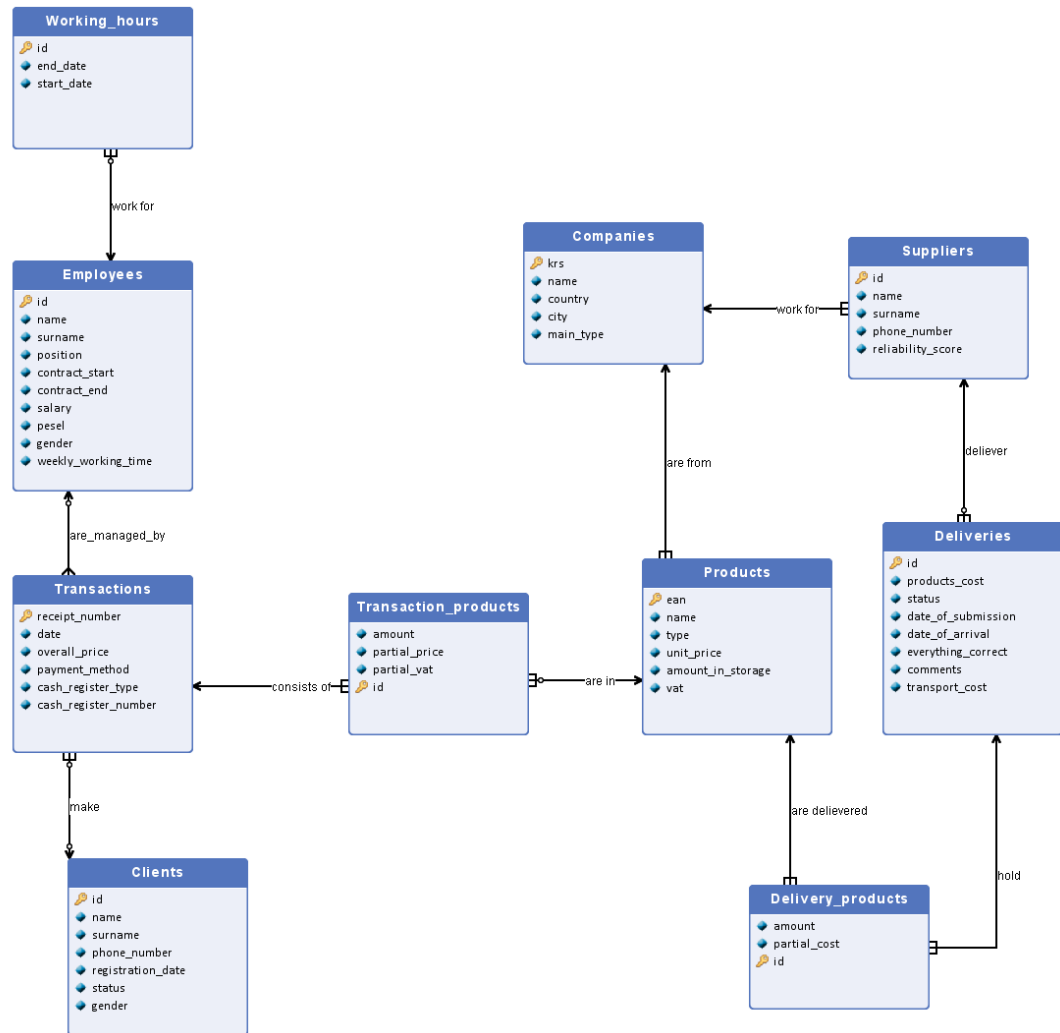 Working_hours
id
end_date
start_date
work for
Employees
id
name
surname
position
contract_start
contract_end
salary
pesel
gender
weekly_working_time
are_managed_by
Transactions
receipt_number
date
overall_price
payment_method
cash_register_type
cash_register_number
make
Clients
id
name
surname
phone_number
registration_date
status
gender
consists of
Transaction_products
amount
partial_price
partial_vat
id
are in
Companies
krs
name
country
city
main_type
work for
are from
Products
ean
name
type
unit_price
amount_in_storage
vat
Suppliers
id
name
surname
phone_number
reliability_score
deliever
Deliveries
id
products_cost
status
date_of_submission
date_of_arrival
everything_correct
comments
transport_cost
are delievered
hold
Delivery_products
amount
partial_cost
id